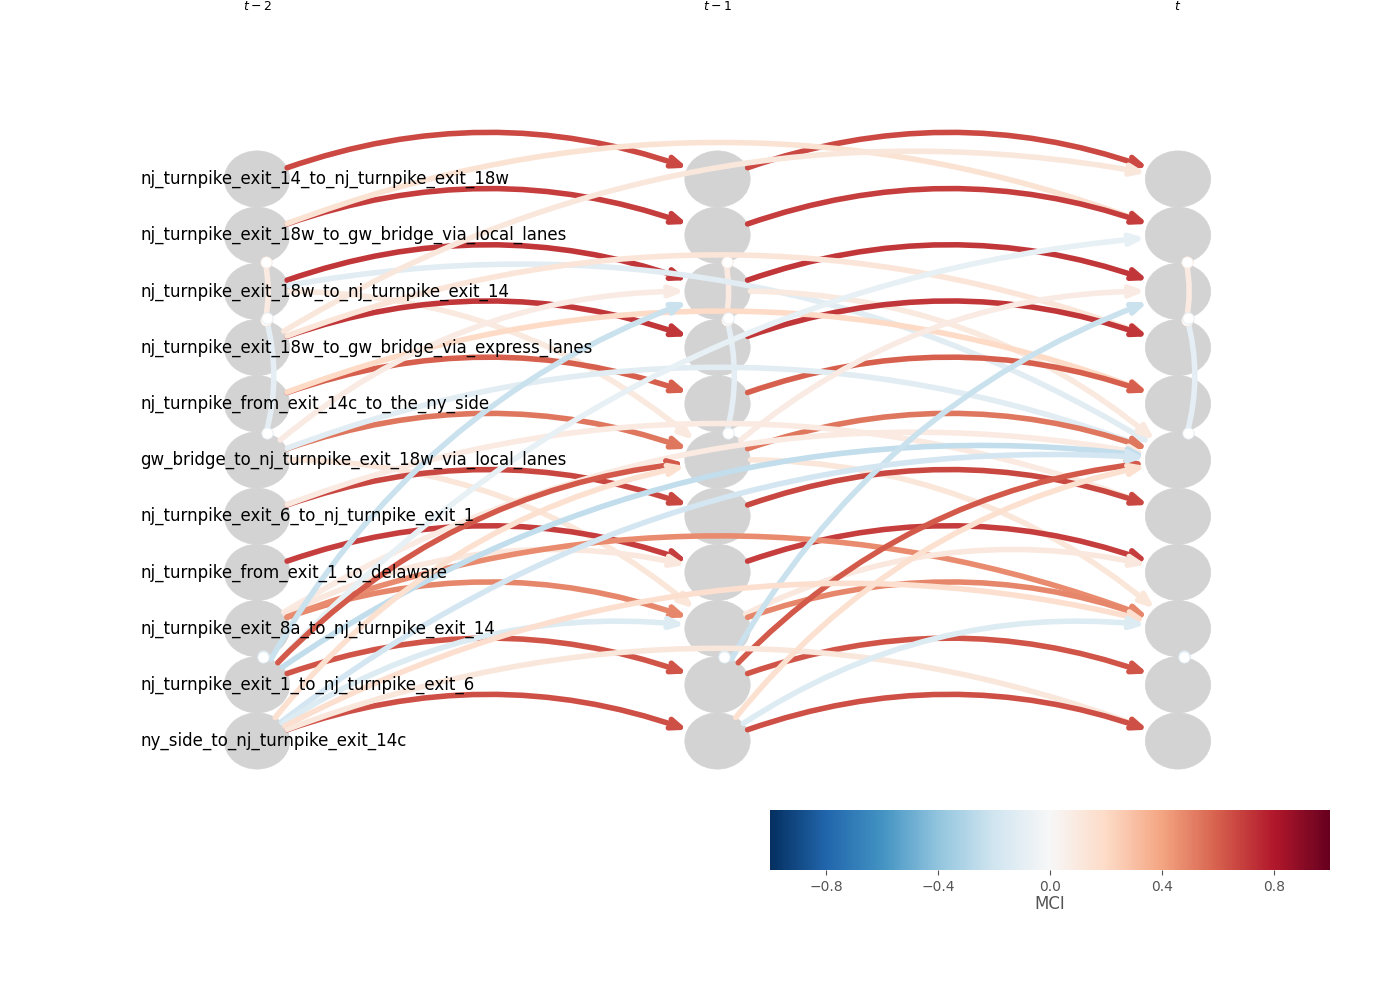 t − 2 t − 1 t
nj_turnpike_exit_14_to_nj_turnpike_exit_18w
nj_turnpike_exit_18w_to_gw_bridge_via_local_lanes
nj_turnpike_exit_18w_to_nj_turnpike_exit_14
nj_turnpike_exit_18w_to_gw_bridge_via_express_lanes
nj_turnpike_from_exit_14c_to_the_ny_side
gw_bridge_to_nj_turnpike_exit_18w_via_local_lanes
nj_turnpike_exit_6_to_nj_turnpike_exit_1
nj_turnpike_from_exit_1_to_delaware
nj_turnpike_exit_8a_to_nj_turnpike_exit_14
nj_turnpike_exit_1_to_nj_turnpike_exit_6
ny_side_to_nj_turnpike_exit_14c
−0.8 −0.4 0.0 0.4 0.8
MCI